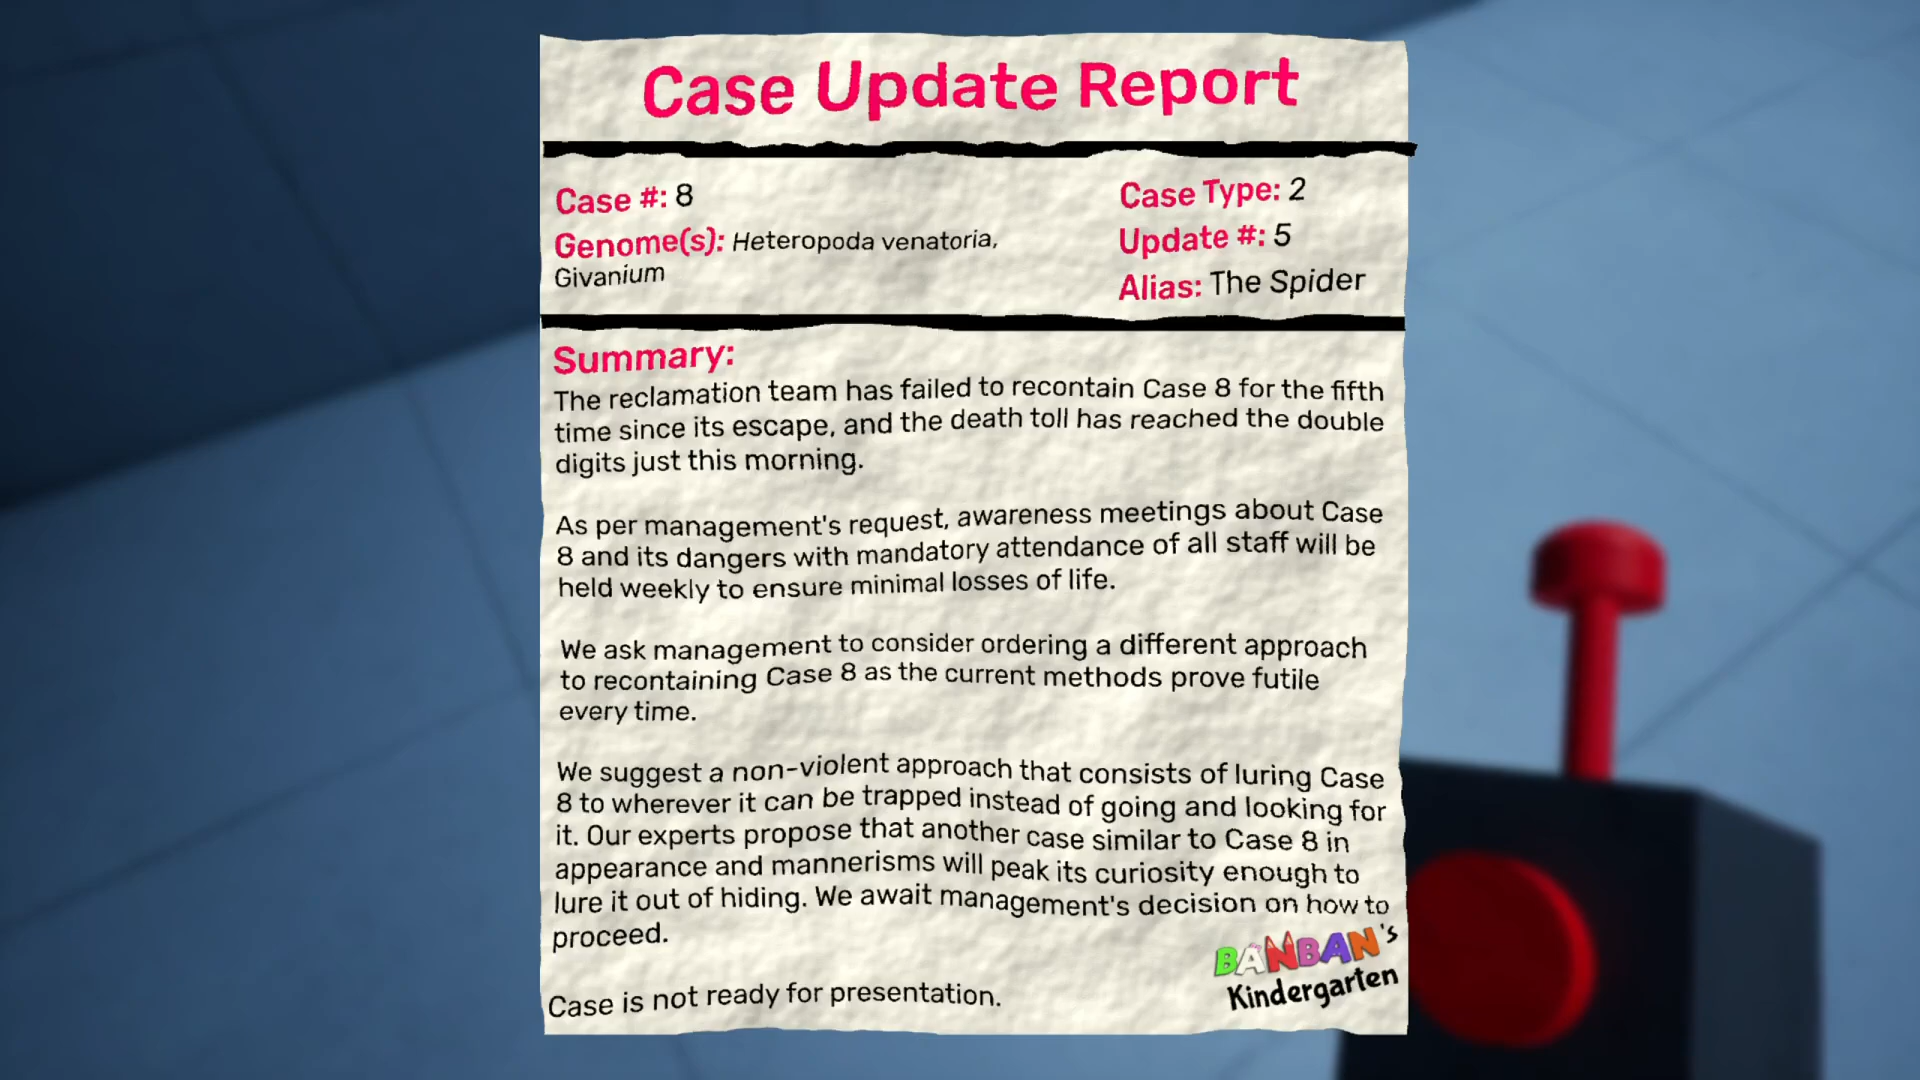 Case Update Report
Case #: 8
Genome(s): Heteropoda venatoria,
Givanium
Case Type: 2
Update #: 5
Alias: The Spider
Summary:
The reclamation team has failed to recontain Case 8 for the fifth
time since its escape, and the death toll has reached the double
digits just this morning.
As per management's request, awareness meetings about Case
8 and its dangers with mandatory attendance of all staff will be
held weekly to ensure minimal losses of life.
We ask management to consider ordering a different approach
to recontaining Case 8 as the current methods prove futile
every time.
We suggest a non-violent approach that consists of luring Case
8 to wherever it can be trapped instead of going and looking for
it. Our experts propose that another case similar to Case 8 in
appearance and mannerisms will peak its curiosity enough to
lure it out of hiding. We await management's decision on how to
proceed.
Case is not ready for presentation.
BANBAN's
Kindergarten